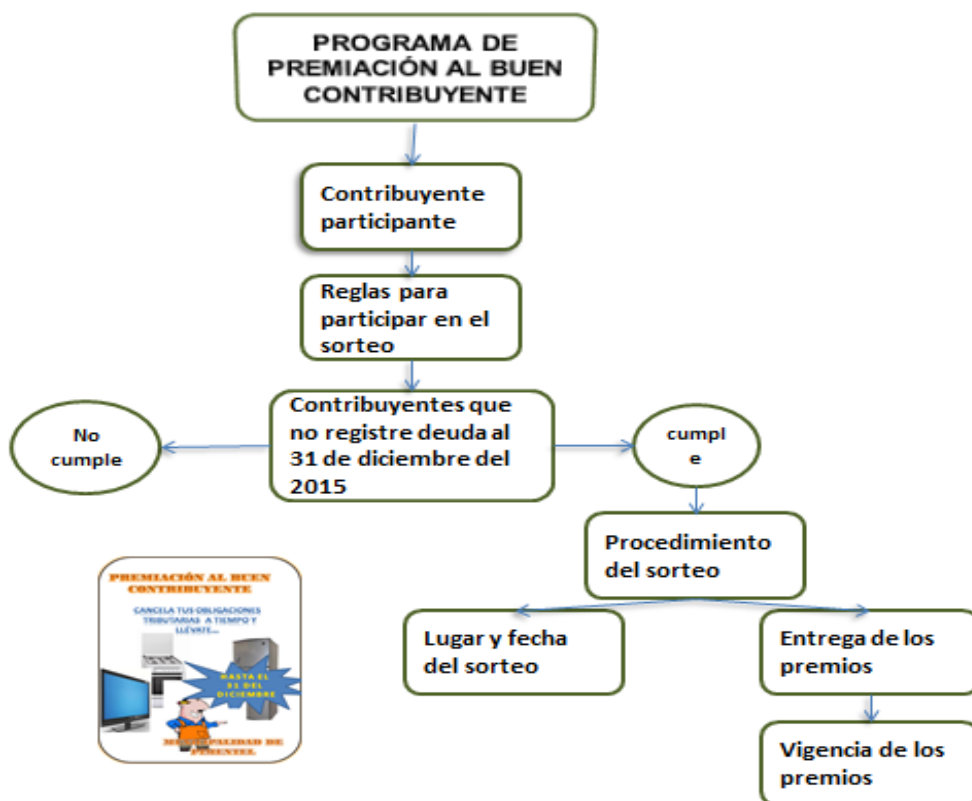 PROGRAMA DE
PREMIACIÓN AL BUEN
CONTRIBUYENTE
Contribuyente
participante
Reglas para
participar en el
sorteo
Contribuyentes que
no registre deuda al
31 de diciembre del
2015
No
cumple
cumpl
e
Procedimiento
del sorteo
Lugar y fecha
del sorteo
Entrega de los
premios
Vigencia de los
premios
PREMIACIÓN AL BUEN
CONTRIBUYENTE
CANCELA TUS OBLIGACIONES
TRIBUTARIAS A TIEMPO Y
LLÉVATE...
HASTA EL
31 DEL
DICIEMBRE
MUNICIPALIDAD DE
PIMENTEL